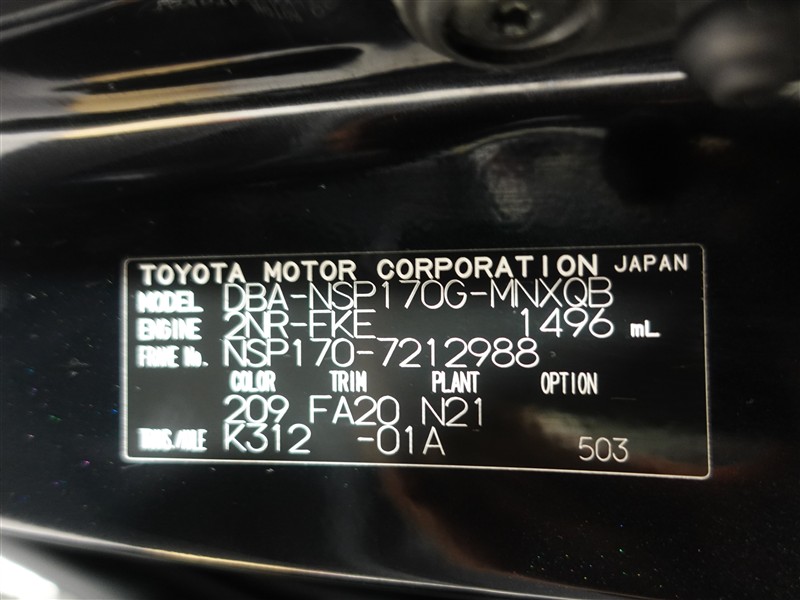 TOYOTA MOTOR CORPORATION JAPAN
MODEL DBA-NSP170G-MNXQB
ENGINE 2NR-FKE 1496 mL
FRAME No. NSP170-7212988
COLOR TRIM PLANT OPTION
209 FA20 N21
TRANS./AXLE K312 -01A 503